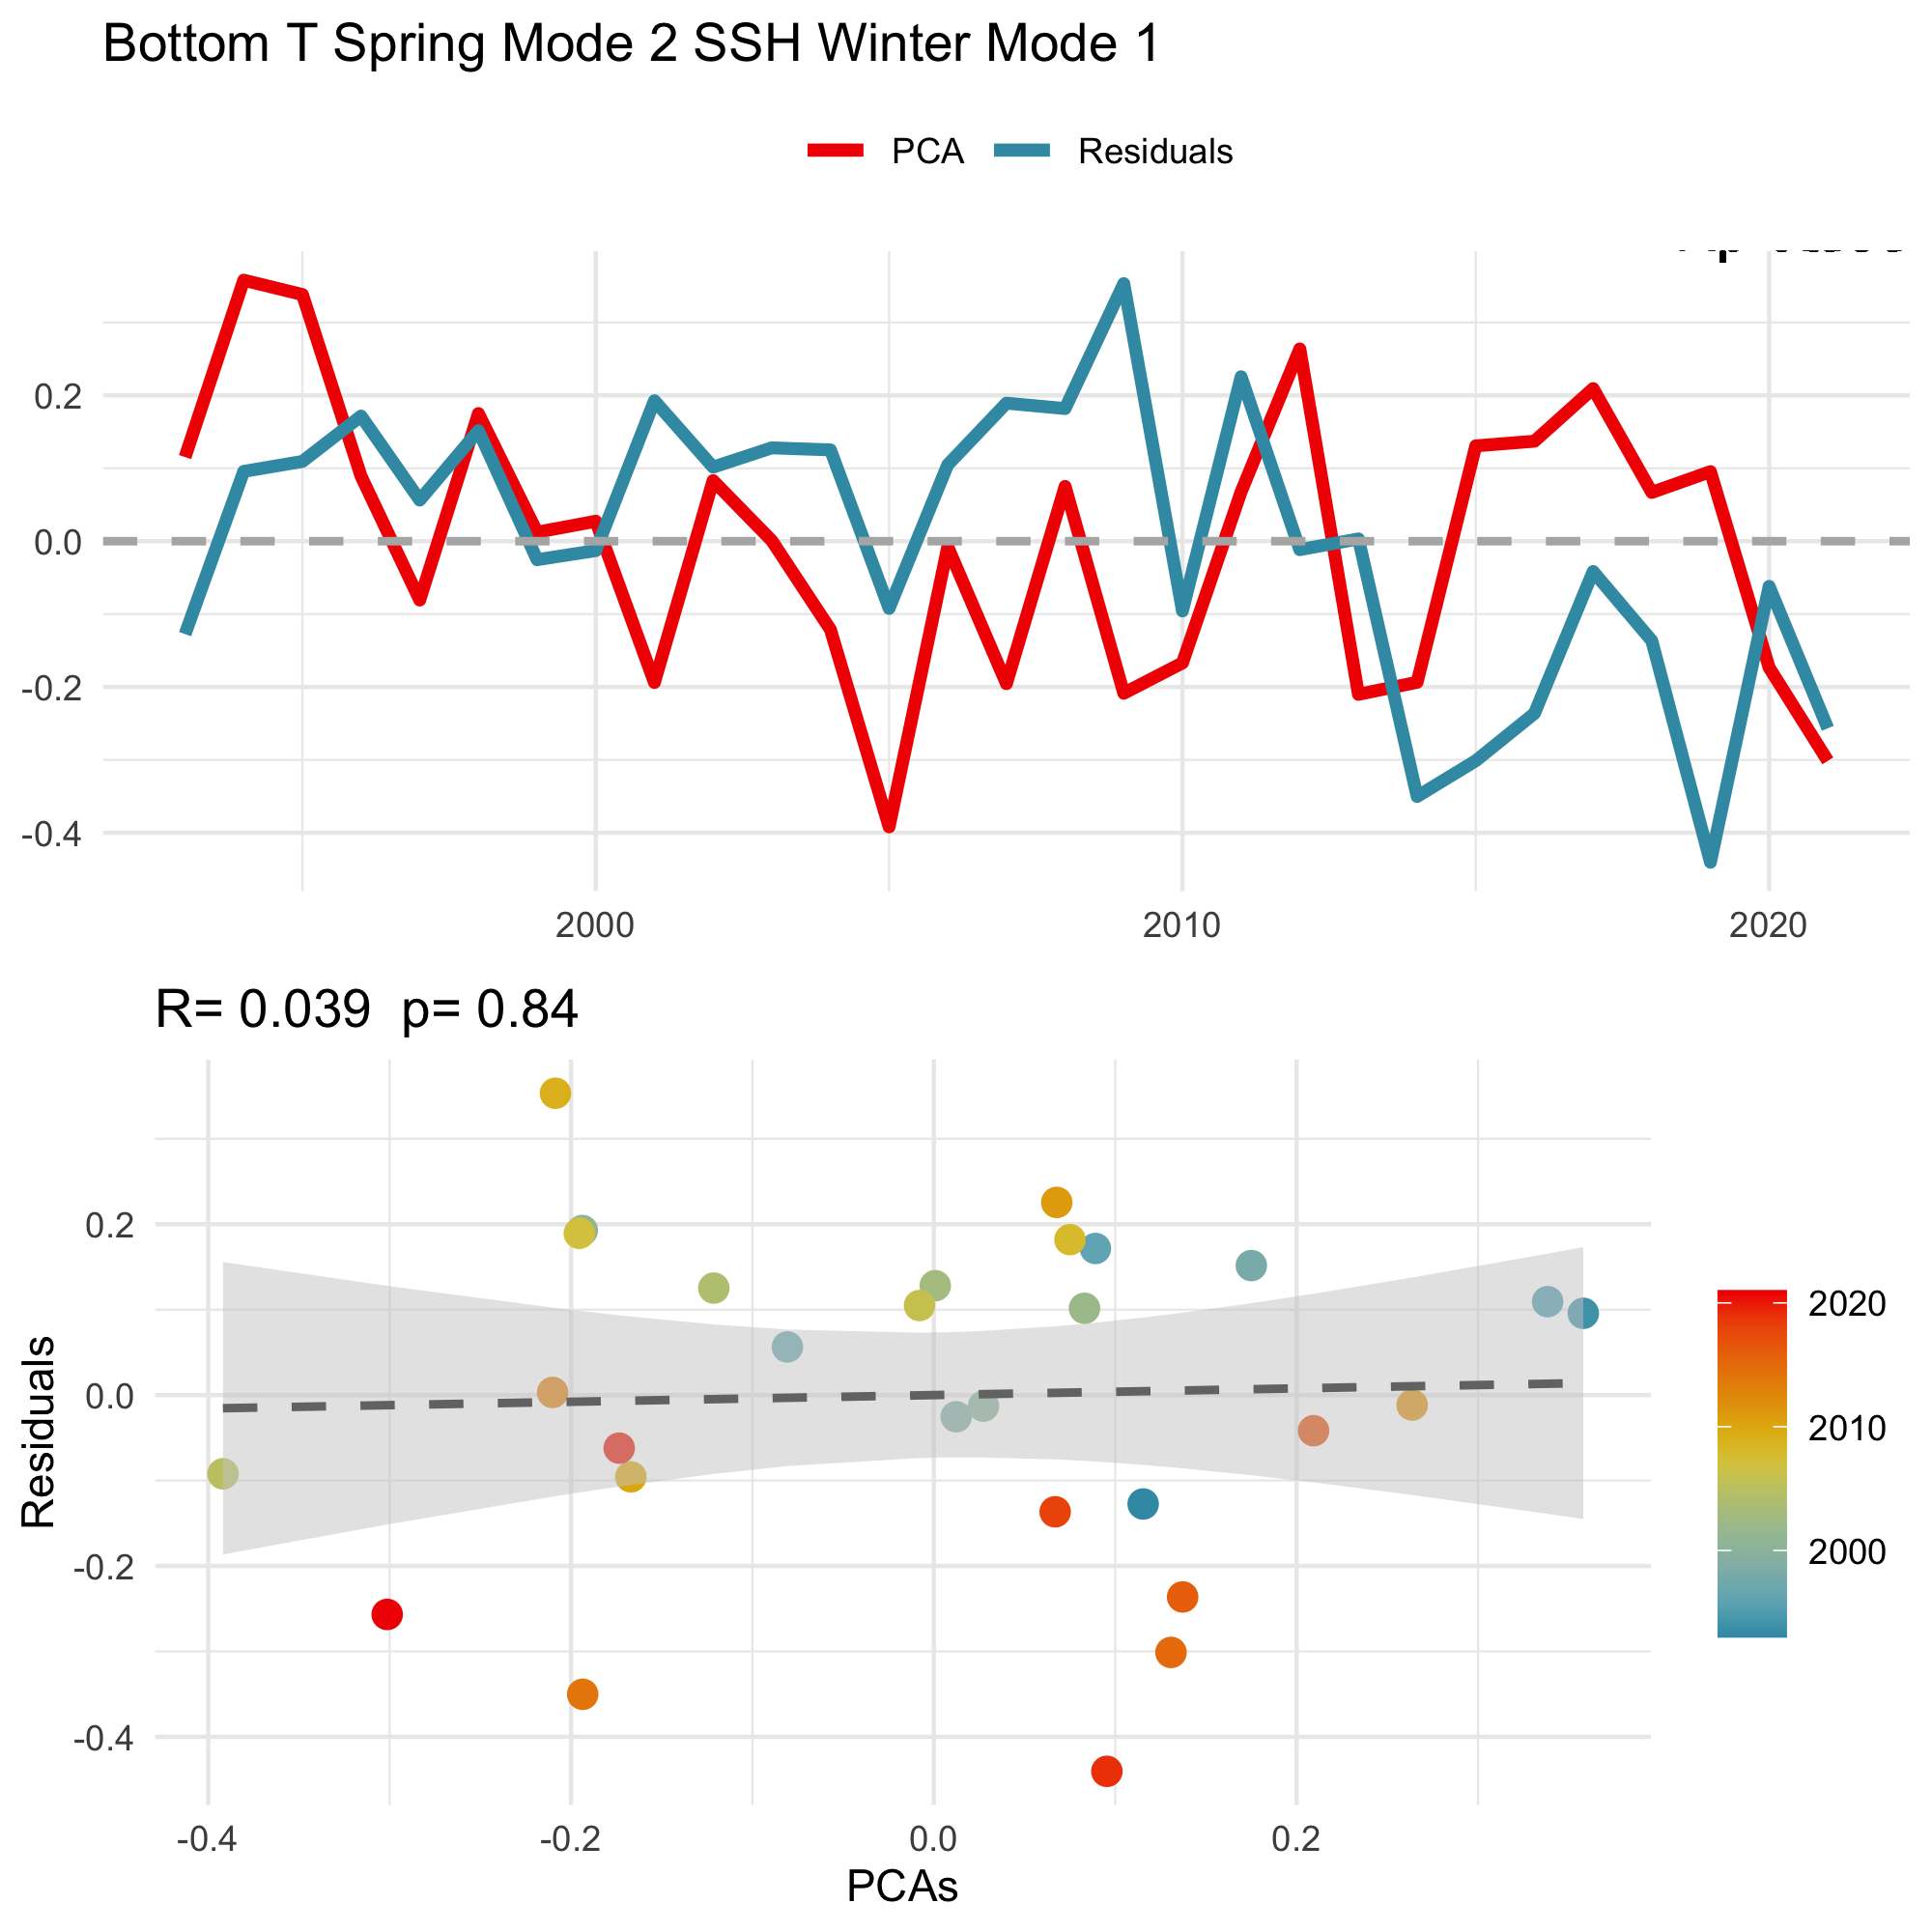 Bottom T Spring Mode 2 SSH Winter Mode 1
PCA Residuals
0.2
0.0
-0.2
-0.4
2000 2010 2020
R= 0.039 p= 0.84
Residuals
0.2
0.0
-0.2
-0.4
-0.4 -0.2 0.0 0.2
PCAs
2020
2010
2000